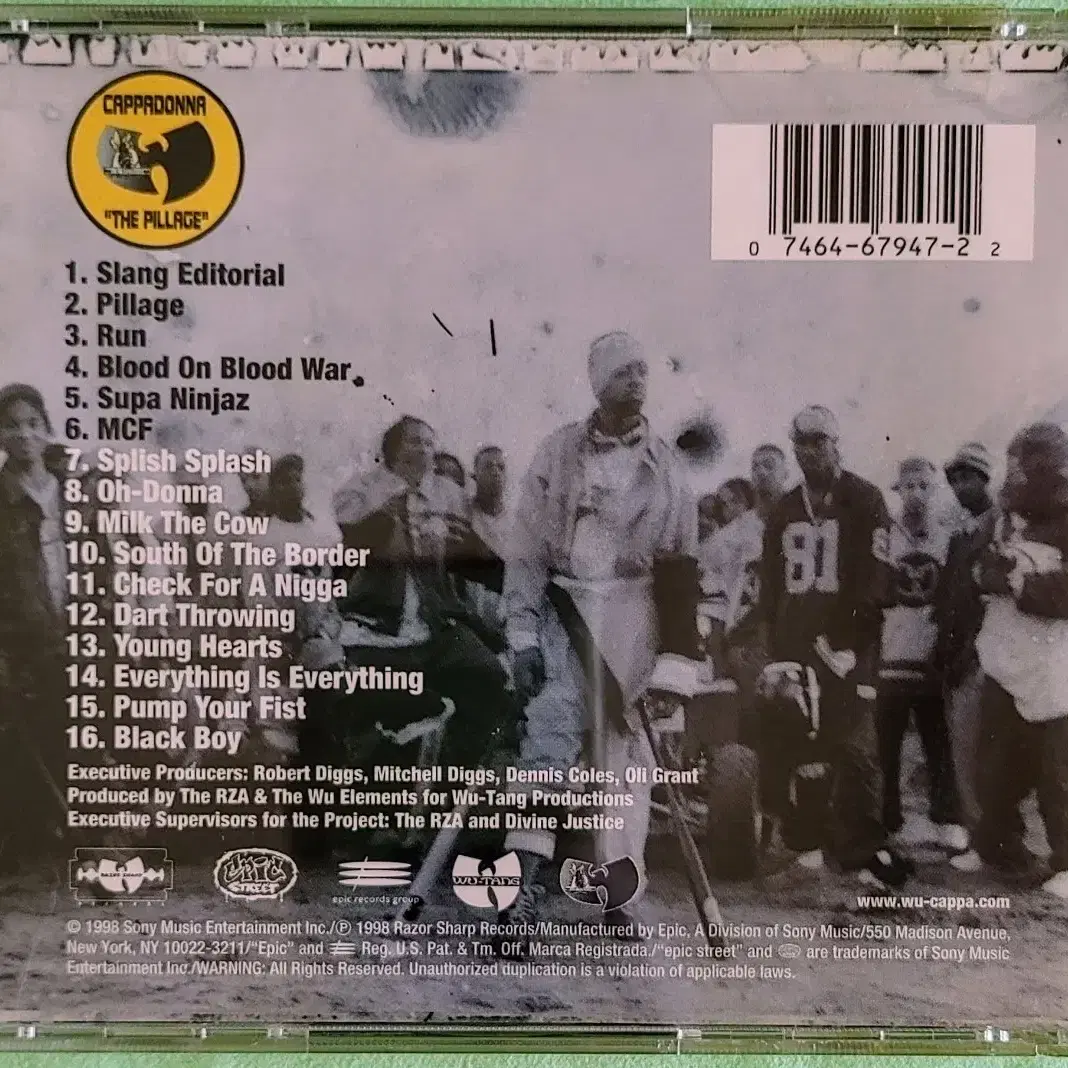 CAPPADONNA
"THE PILLAGE"
0 7464-67947-2 2
1. Slang Editorial
2. Pillage
3. Run
4. Blood On Blood War
5. Supa Ninjaz
6. MCF
7. Splish Splash
8. Oh-Donna
9. Milk The Cow
10. South Of The Border
11. Check For A Nigga
12. Dart Throwing
13. Young Hearts
14. Everything Is Everything
15. Pump Your Fist
16. Black Boy
81
Executive Producers: Robert Diggs, Mitchell Diggs, Dennis Coles, Oli Grant
Produced by The RZA & The Wu Elements for Wu-Tang Productions
Executive Supervisors for the Project: The RZA and Divine Justice
RAZOR SHARP
epic STREET
epic records group
WU-TANG
www.wu-cappa.com
© 1998 Sony Music Entertainment Inc./℗ 1998 Razor Sharp Records/Manufactured by Epic, A Division of Sony Music/550 Madison Avenue,
New York, NY 10022-3211/"Epic" and Reg. U.S. Pat. & Tm. Off. Marca Registrada./"epic street" and are trademarks of Sony Music
Entertainment Inc./WARNING: All Rights Reserved. Unauthorized duplication is a violation of applicable laws.